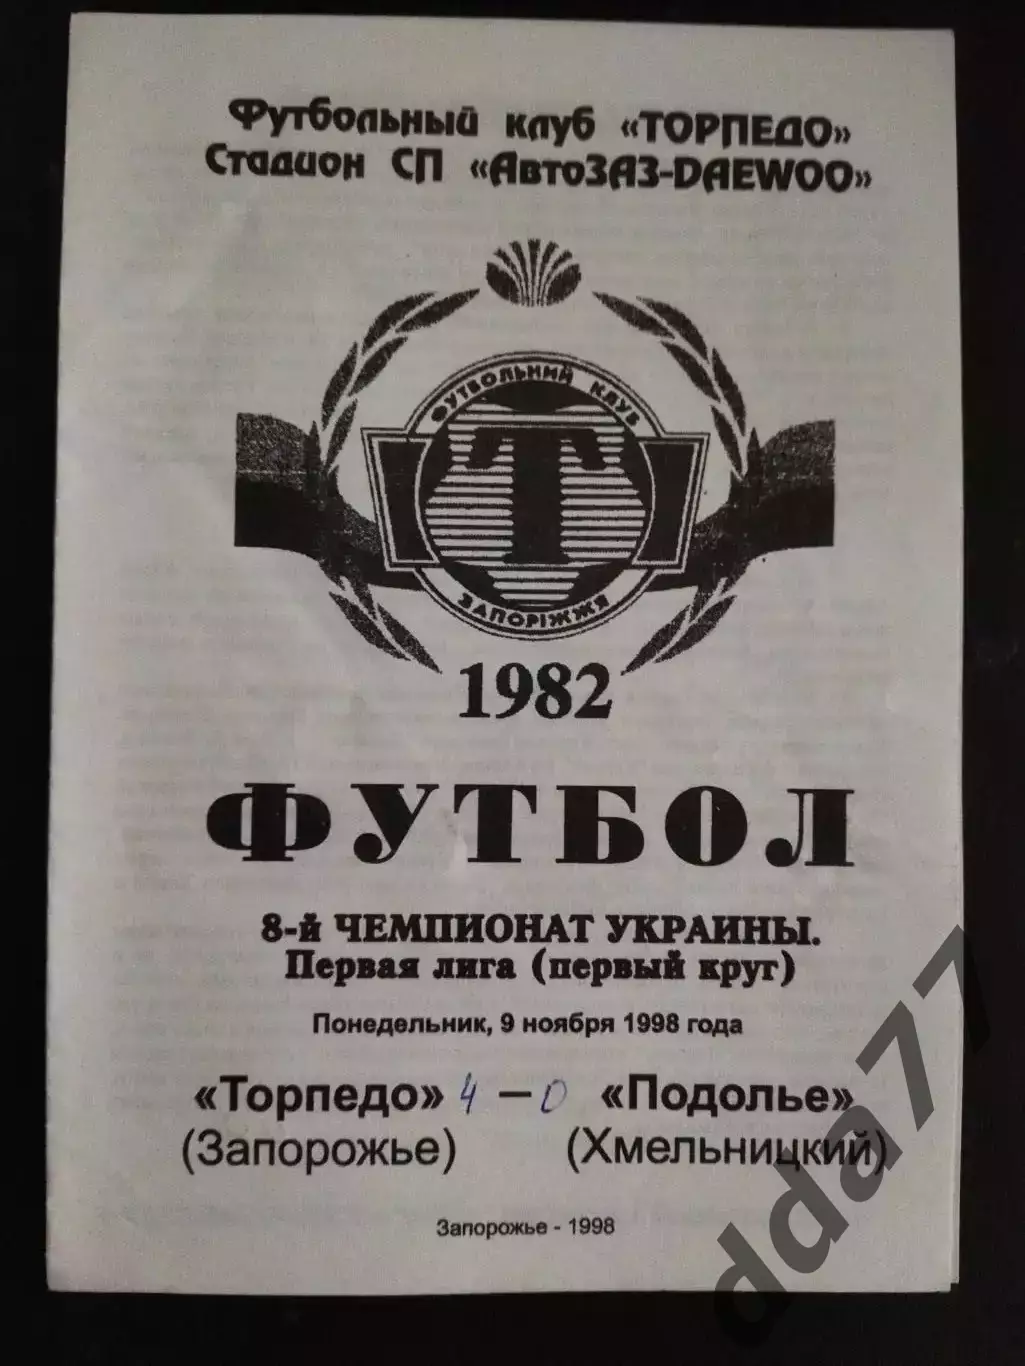 Футбольный клуб «ТОРПЕДО»
Стадион СП «АвтоЗАЗ-DAEWOO»
ФУТБОЛЬНИЙ КЛУБ
Т
ЗАПОРІЖЖЯ
1982
ФУТБОЛ
8-й ЧЕМПИОНАТ УКРАИНЫ.
Первая лига (первый круг)
Понедельник, 9 ноября 1998 года
«Торпедо» 4 – 0 «Подолье»
(Запорожье) (Хмельницкий)
Запорожье - 1998
dda77